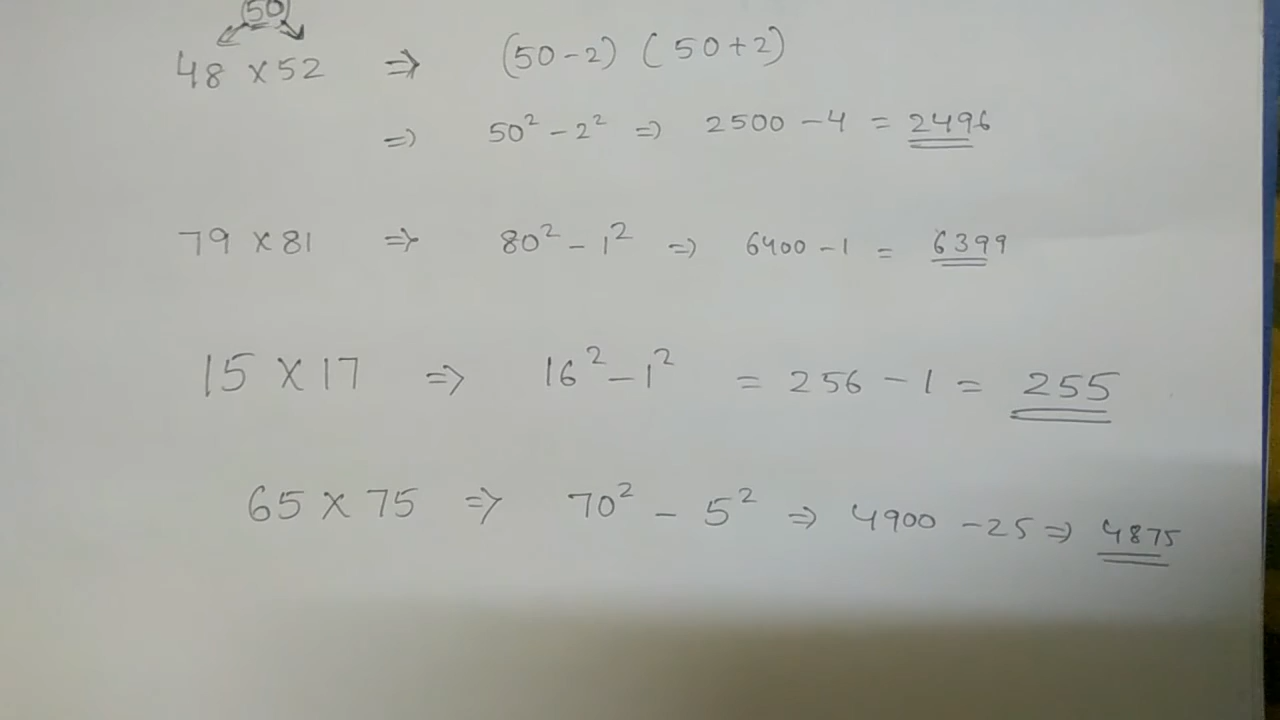 50
48 × 52 ⇒ (50 - 2) ( 50 + 2)
⇒ 50² - 2² ⇒ 2500 - 4 = 2496
79 × 81 ⇒ 80² - 1² ⇒ 6400 - 1 = 6399
15 × 17 ⇒ 16² - 1² = 256 - 1 = 255
65 × 75 ⇒ 70² - 5² ⇒ 4900 - 25 ⇒ 4875